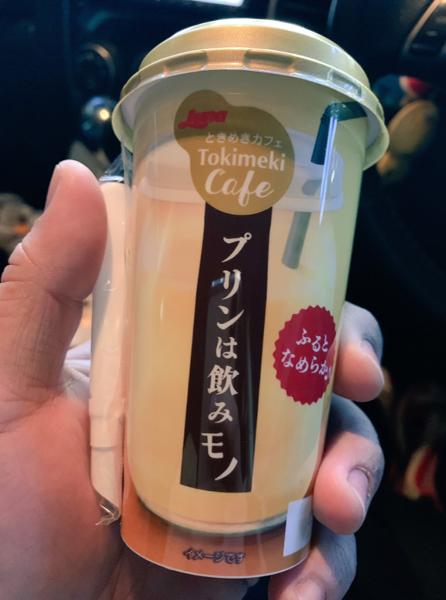 Luna
ときめきカフェ
Tokimeki
Cafe
プリンは飲みモノ
ふると
なめらか!
イメージです